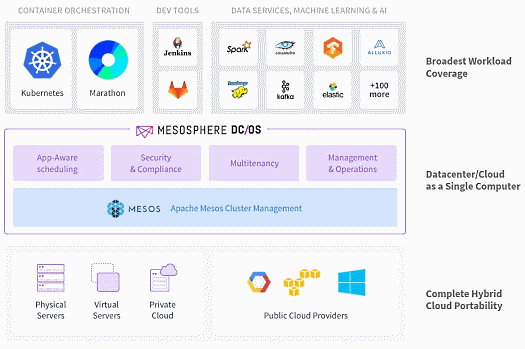 CONTAINER ORCHESTRATION
DEV TOOLS
DATA SERVICES, MACHINE LEARNING & AI
Kubernetes
Marathon
Jenkins
Spark
cassandra
ALLUXIO
hadoop
kafka
elastic
+100
more
Broadest Workload
Coverage
MESOSPHERE DC/OS
App-Aware
scheduling
Security
& Compliance
Multitenancy
Management
& Operations
MESOS
Apache Mesos Cluster Management
Datacenter/Cloud
as a Single Computer
Physical
Servers
Virtual
Servers
Private
Cloud
Public Cloud Providers
Complete Hybrid
Cloud Portability